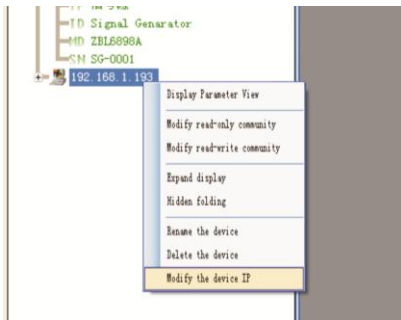 ID Signal Genarator
MD ZBL6898A
SN SG-0001
192.168.1.193
Display Parameter View
Modify read-only community
Modify read-write community
Expand display
Hidden folding
Rename the device
Delete the device
Modify the device IP